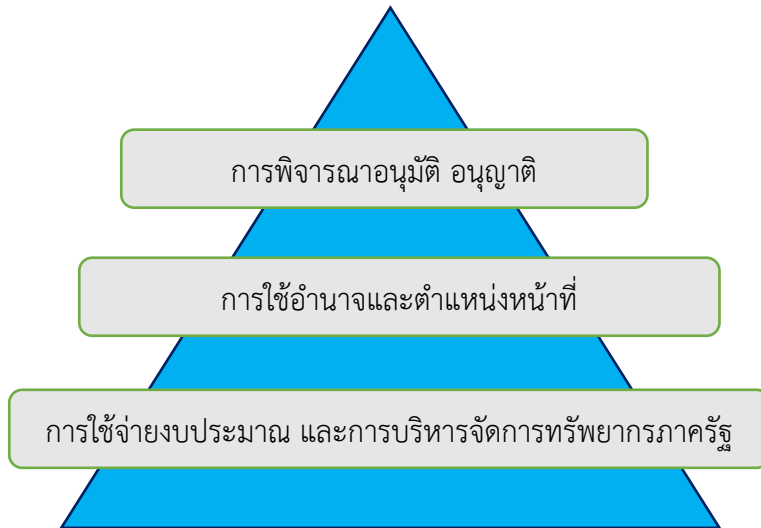 การพิจารณาอนุมัติ อนุญาติ
การใช้อำนาจและตำแหน่งหน้าที่
การใช้จ่ายงบประมาณ และการบริหารจัดการทรัพยากรภาครัฐ